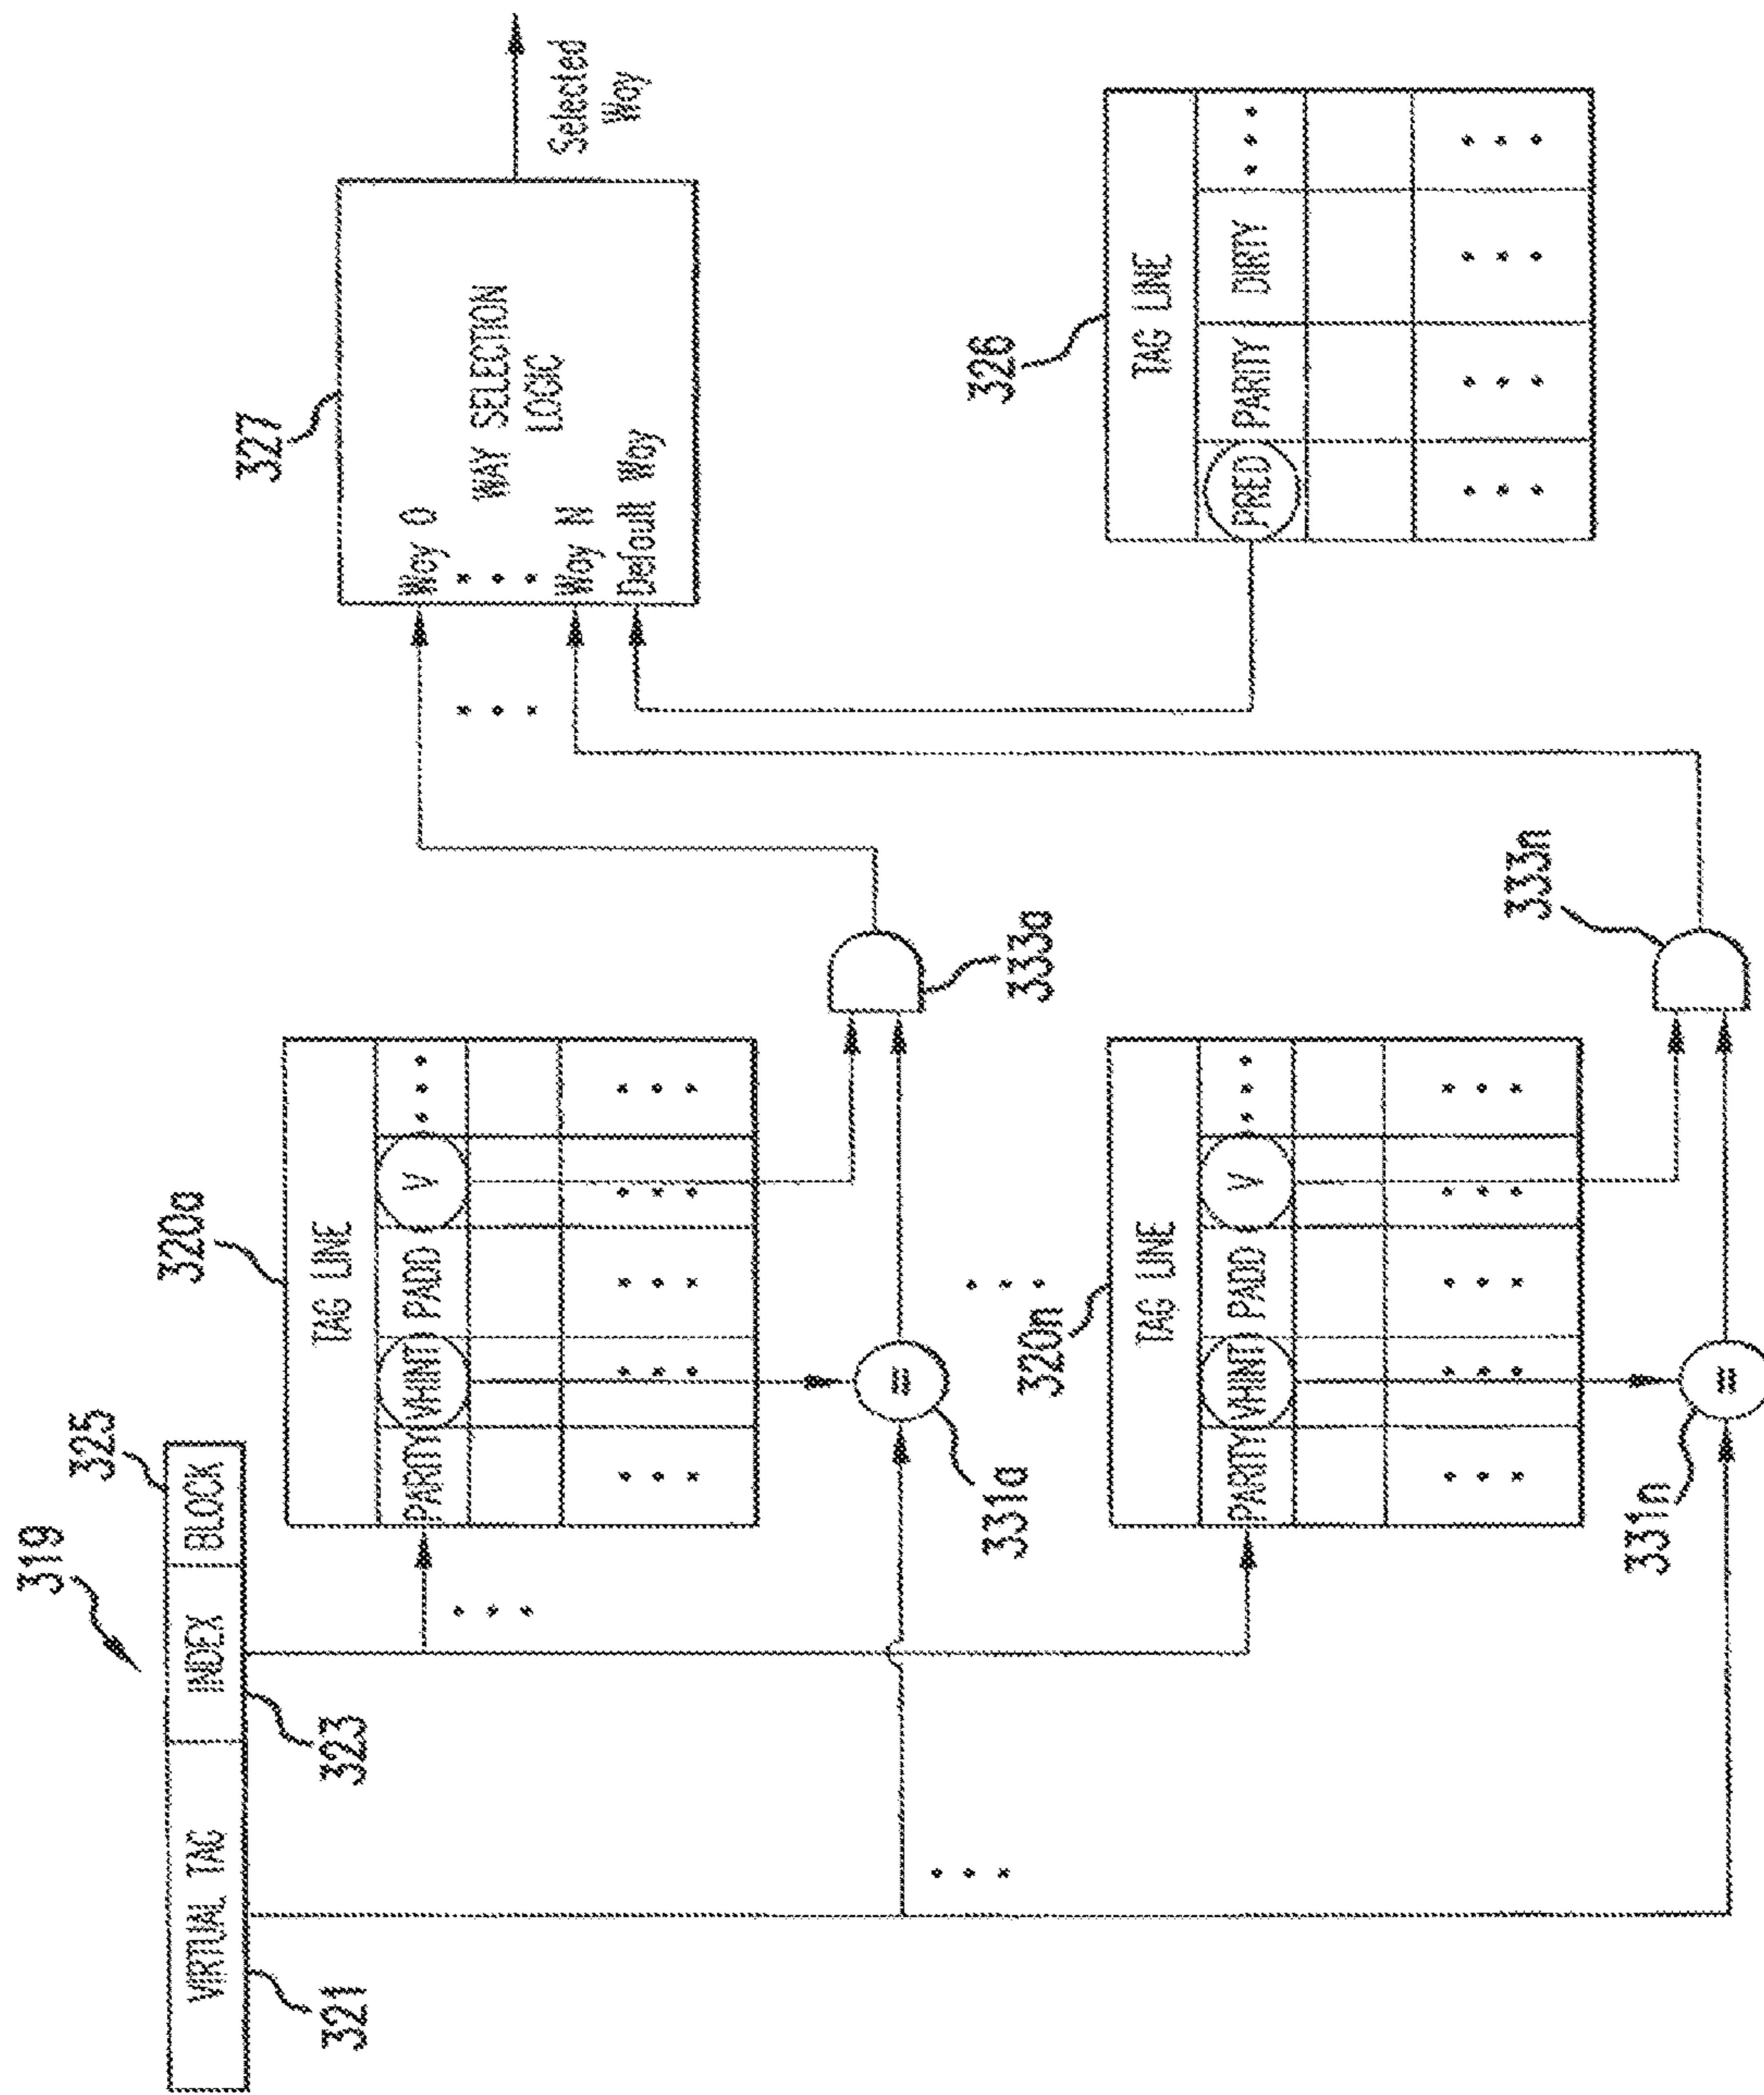 319
325
VIRTUAL TAG INDEX BLOCK
321
323
320a
TAG LINE
PARITY VHINT PADD V
331a
=
333a
320n
TAG LINE
PARITY VHINT PADD V
331n
=
333n
327
WAY SELECTION
LOGIC
Way 0
Way N
Default Way
Selected
Way
326
TAG LINE
PRED PARITY DIRTY